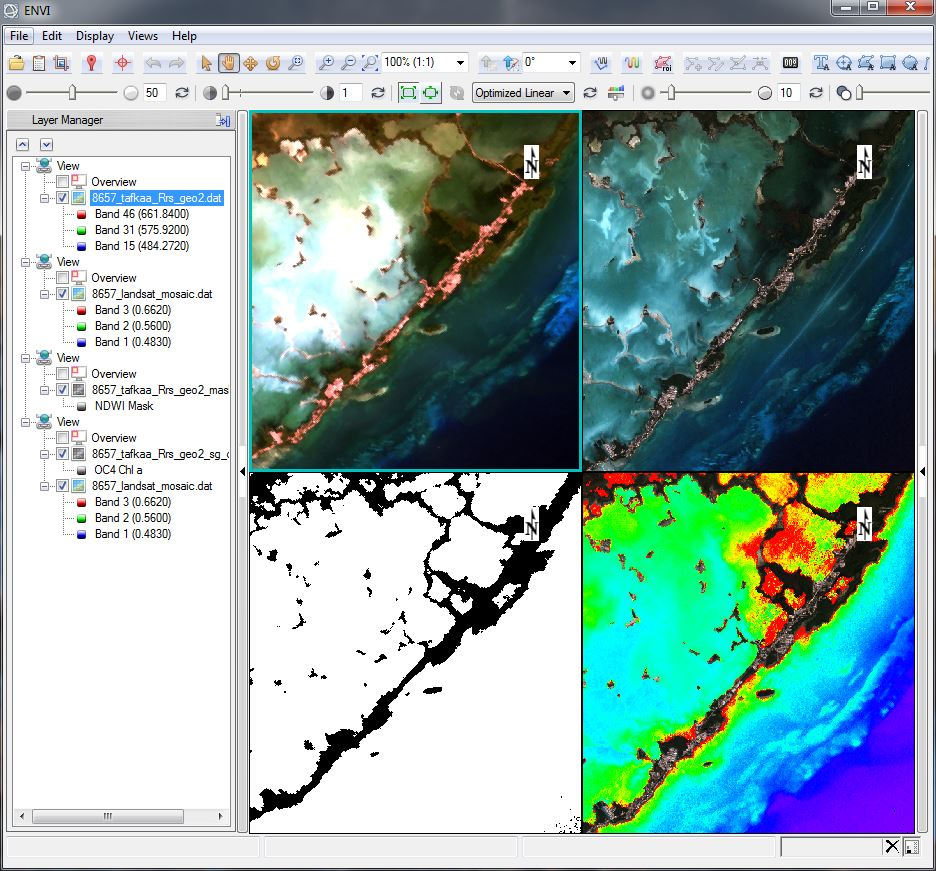 ENVI
File Edit Display Views Help
100% (1:1) 0° roi
50 1 Optimized Linear 10
Layer Manager
View
Overview
8657_tafkaa_Rrs_geo2.dat
Band 46 (661.8400)
Band 31 (575.9200)
Band 15 (484.2720)
View
Overview
8657_landsat_mosaic.dat
Band 3 (0.6620)
Band 2 (0.5600)
Band 1 (0.4830)
View
Overview
8657_tafkaa_Rrs_geo2_mas
NDWI Mask
View
Overview
8657_tafkaa_Rrs_geo2_sg_
OC4 Chl a
8657_landsat_mosaic.dat
Band 3 (0.6620)
Band 2 (0.5600)
Band 1 (0.4830)
N
N
N
N